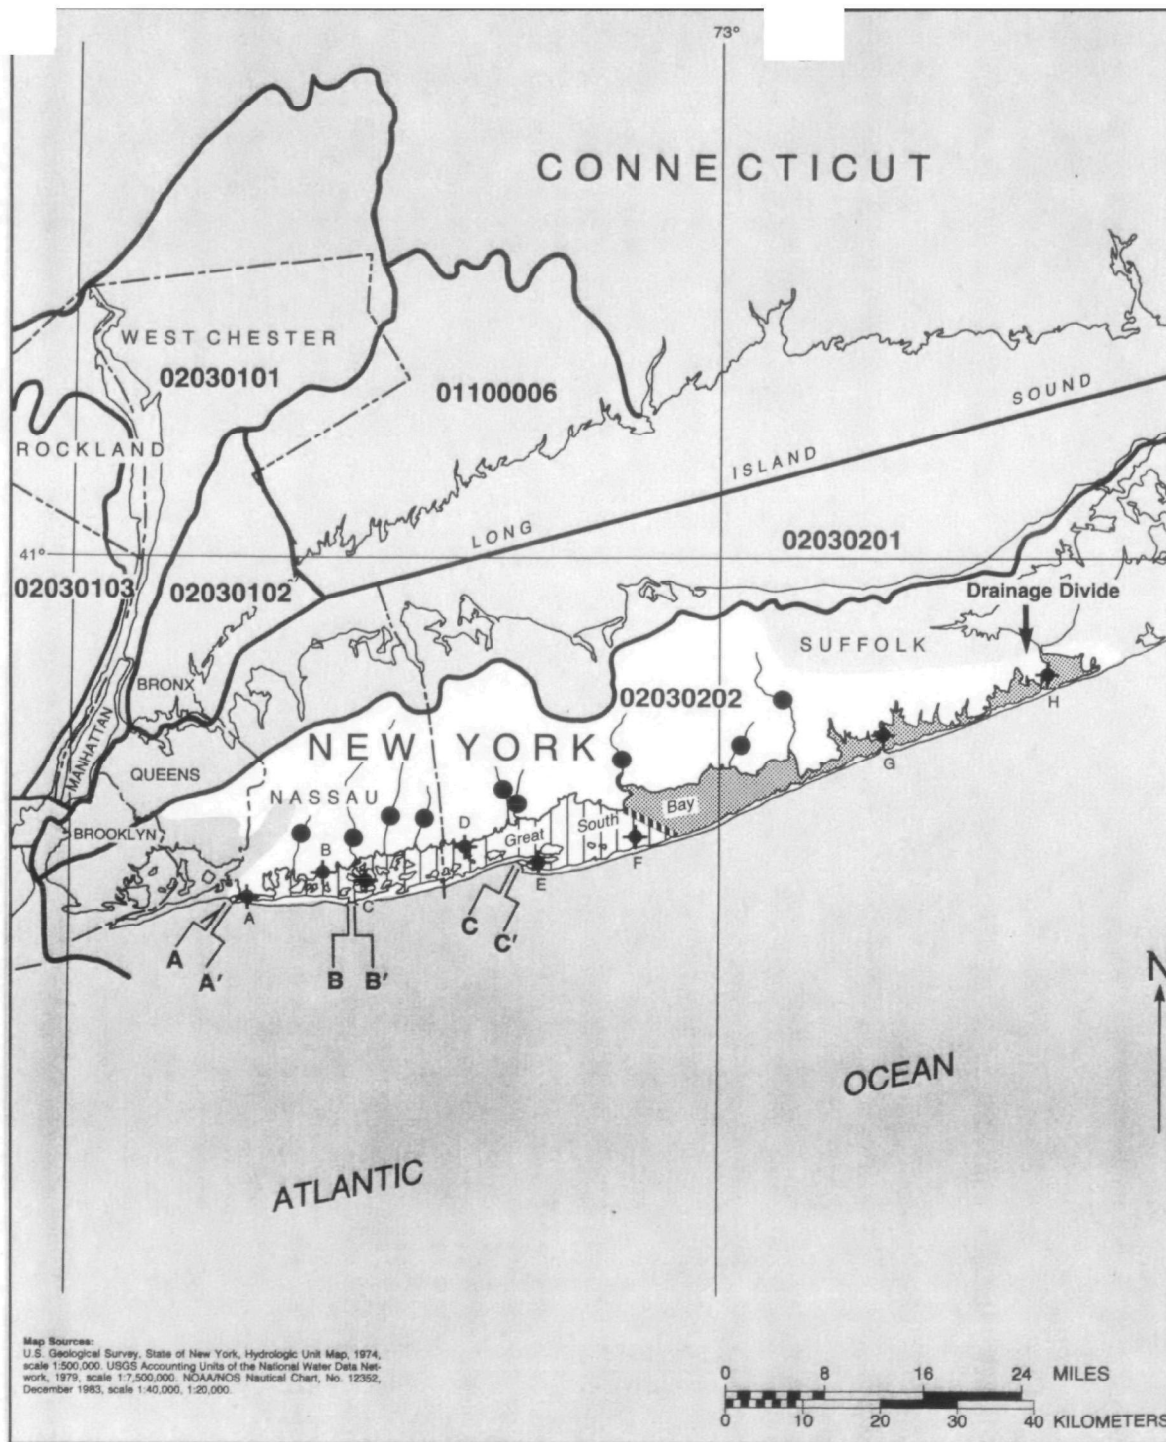 73°
CONNECTICUT
WEST CHESTER
02030101
01100006
ROCKLAND
LONG ISLAND SOUND
41°
02030201
02030103
02030102
Drainage Divide
SUFFOLK
BRONX
02030202
MANHATTAN
NEW YORK
QUEENS
NASSAU
Bay
BROOKLYN
Great South
D
B
H
G
F
E
C
A
A
A'
B
B'
C
C'
N
OCEAN
ATLANTIC
Map Sources:
U.S. Geological Survey, State of New York, Hydrologic Unit Map, 1974,
scale 1:500,000. USGS Accounting Units of the National Water Data Net-
work, 1979, scale 1:7,500,000. NOAA/NOS Nautical Chart, No. 12352,
December 1983, scale 1:40,000, 1:20,000.
0 8 16 24 MILES
0 10 20 30 40 KILOMETERS